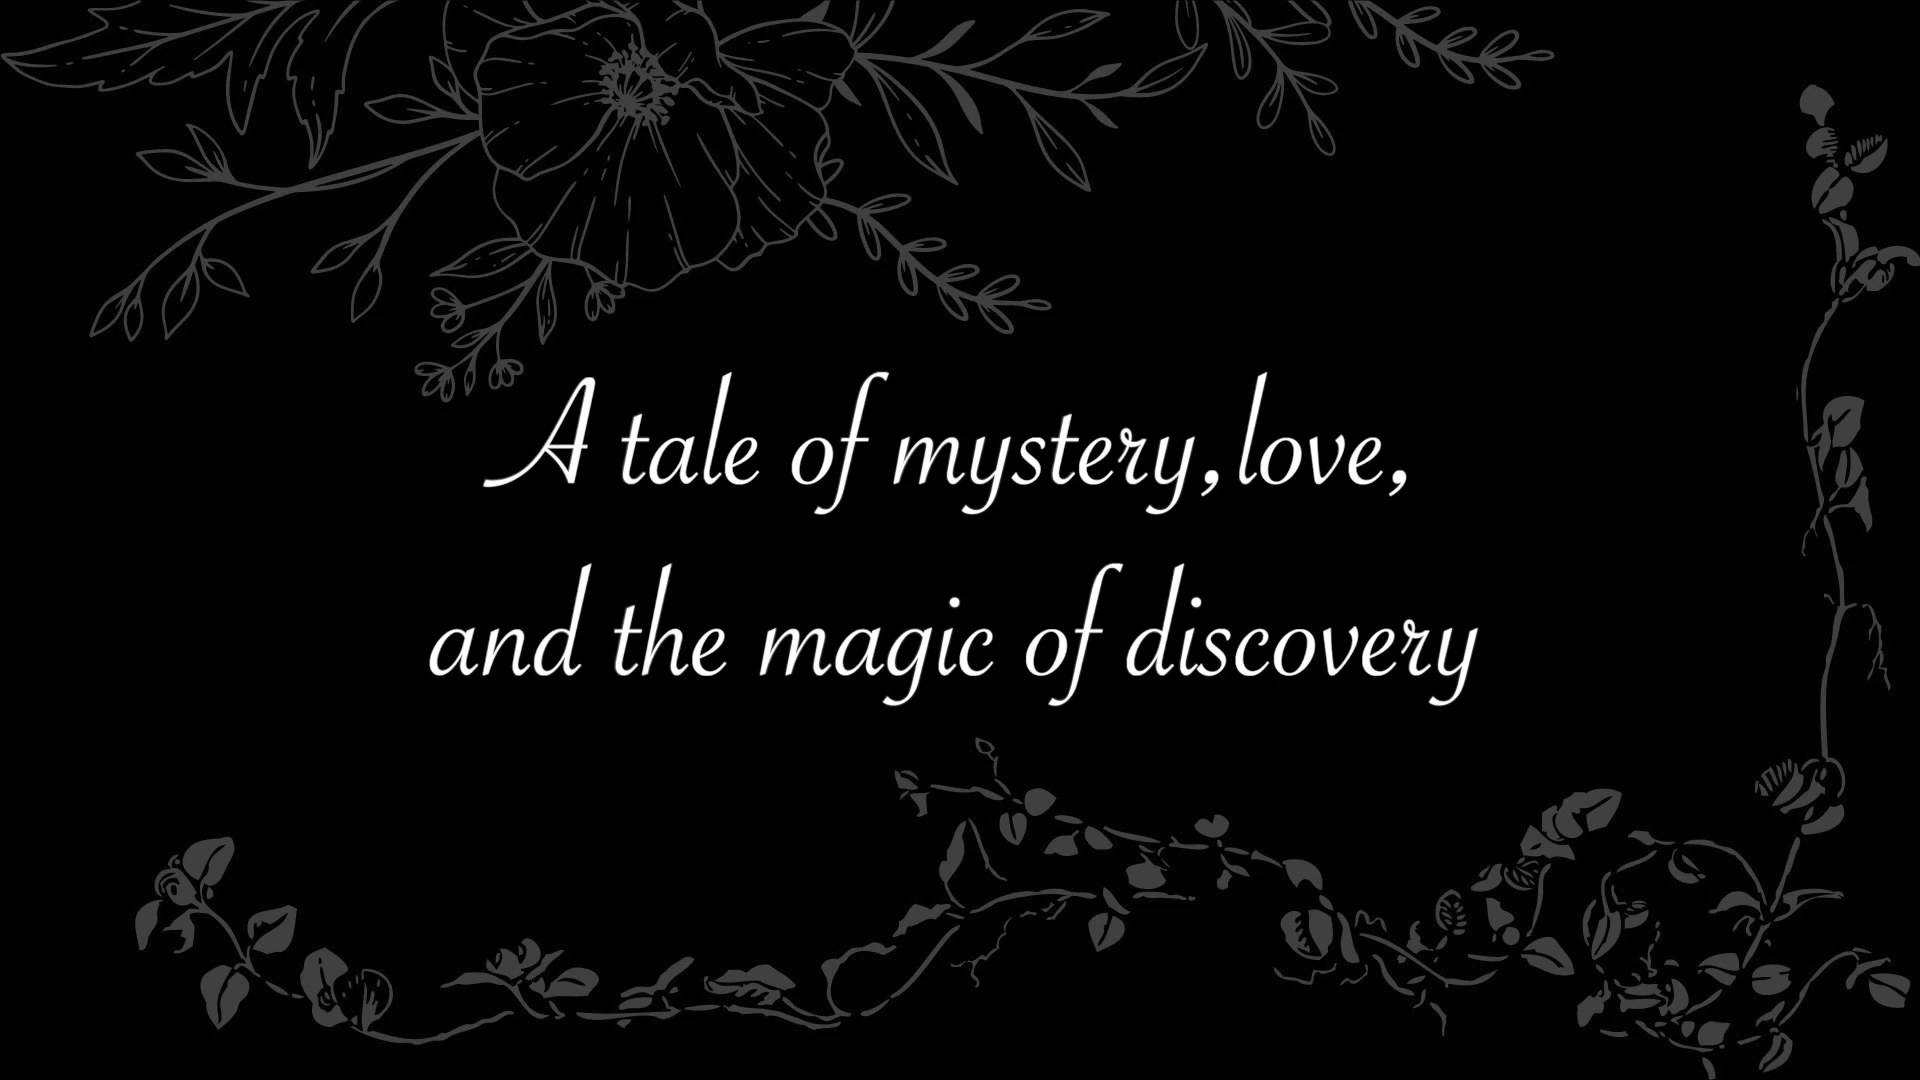 A tale of mystery, love,
and the magic of discovery